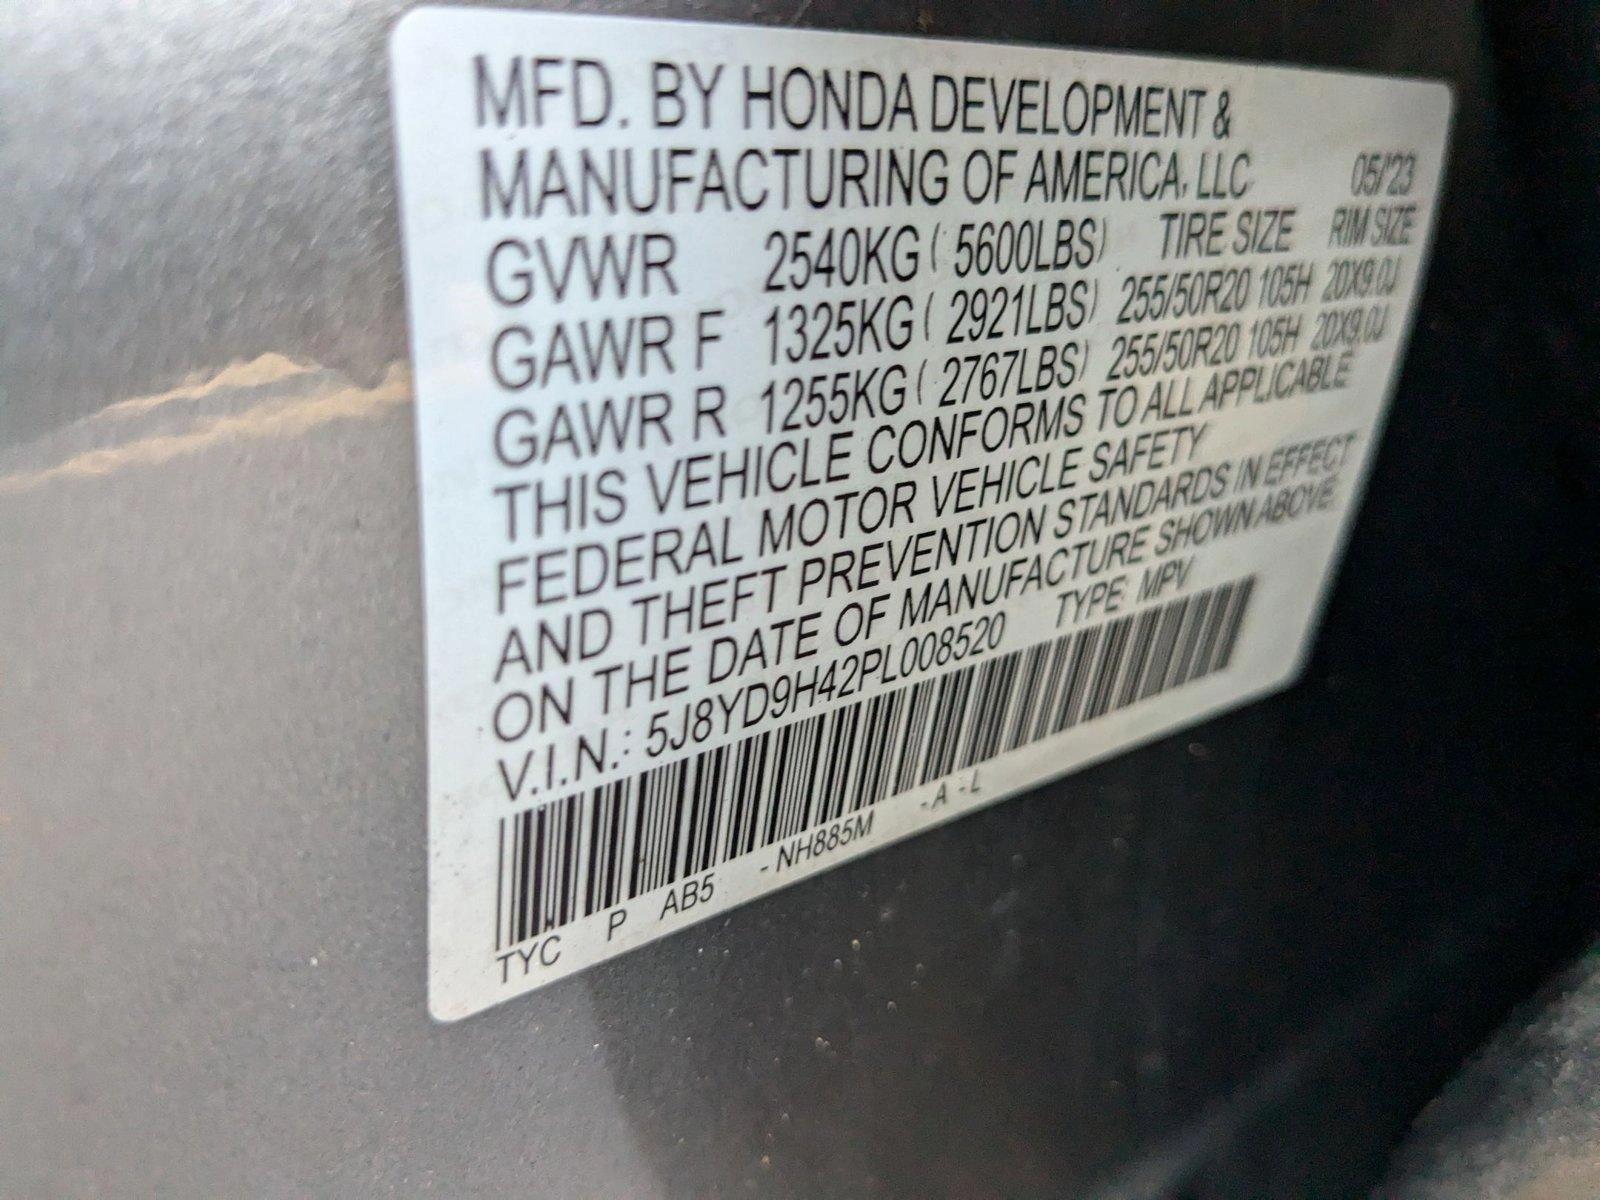 MFD. BY HONDA DEVELOPMENT &
MANUFACTURING OF AMERICA, LLC 05/'23
GVWR 2540KG ( 5600LBS) TIRE SIZE RIM SIZE
GAWR F 1325KG ( 2921LBS) 255/50R20 105H 20X9.0J
GAWR R 1255KG ( 2767LBS) 255/50R20 105H 20X9.0J
THIS VEHICLE CONFORMS TO ALL APPLICABLE
FEDERAL MOTOR VEHICLE SAFETY
AND THEFT PREVENTION STANDARDS IN EFFECT
ON THE DATE OF MANUFACTURE SHOWN ABOVE
V.I.N.: 5J8YD9H42PL008520 TYPE: MPV
TYC P AB5 - NH885M - A - L